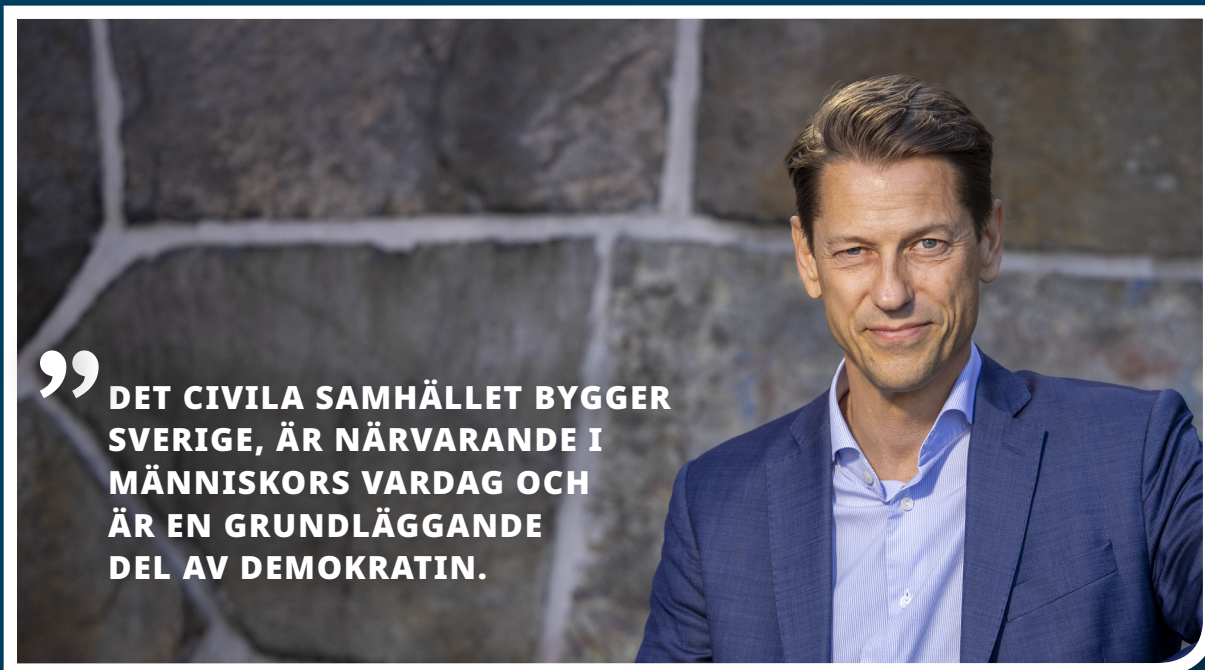 ”
DET CIVILA SAMHÄLLET BYGGER
SVERIGE, ÄR NÄRVARANDE I
MÄNNISKORS VARDAG OCH
ÄR EN GRUNDLÄGGANDE
DEL AV DEMOKRATIN.